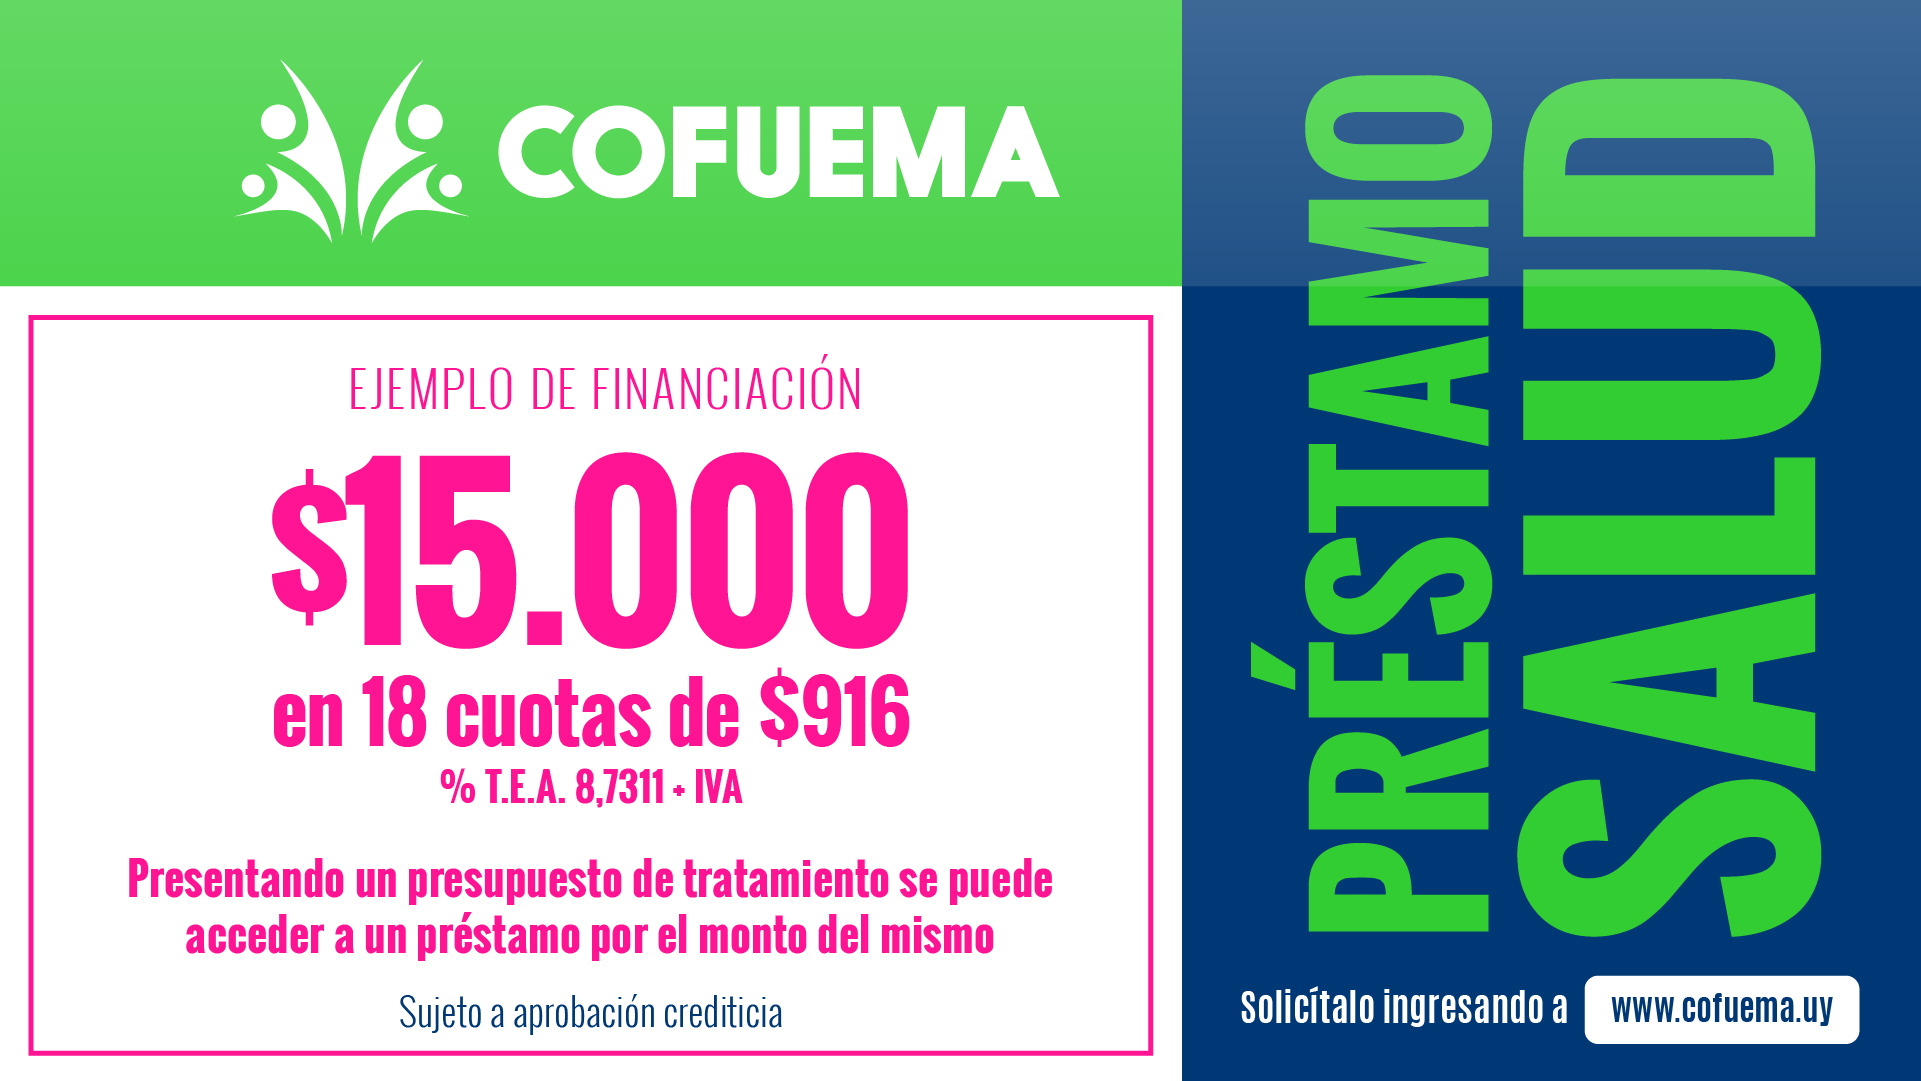 COFUEMA
EJEMPLO DE FINANCIACIÓN
$15.000
en 18 cuotas de $916
% T.E.A. 8,7311 + IVA
Presentando un presupuesto de tratamiento se puede
acceder a un préstamo por el monto del mismo
Sujeto a aprobación crediticia
PRÉSTAMO
SALUD
Solicítalo ingresando a www.cofuema.uy